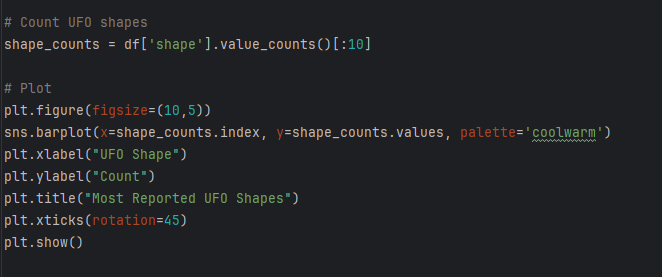 # Count UFO shapes
shape_counts = df['shape'].value_counts()[:10]
# Plot
plt.figure(figsize=(10,5))
sns.barplot(x=shape_counts.index, y=shape_counts.values, palette='coolwarm')
plt.xlabel("UFO Shape")
plt.ylabel("Count")
plt.title("Most Reported UFO Shapes")
plt.xticks(rotation=45)
plt.show()